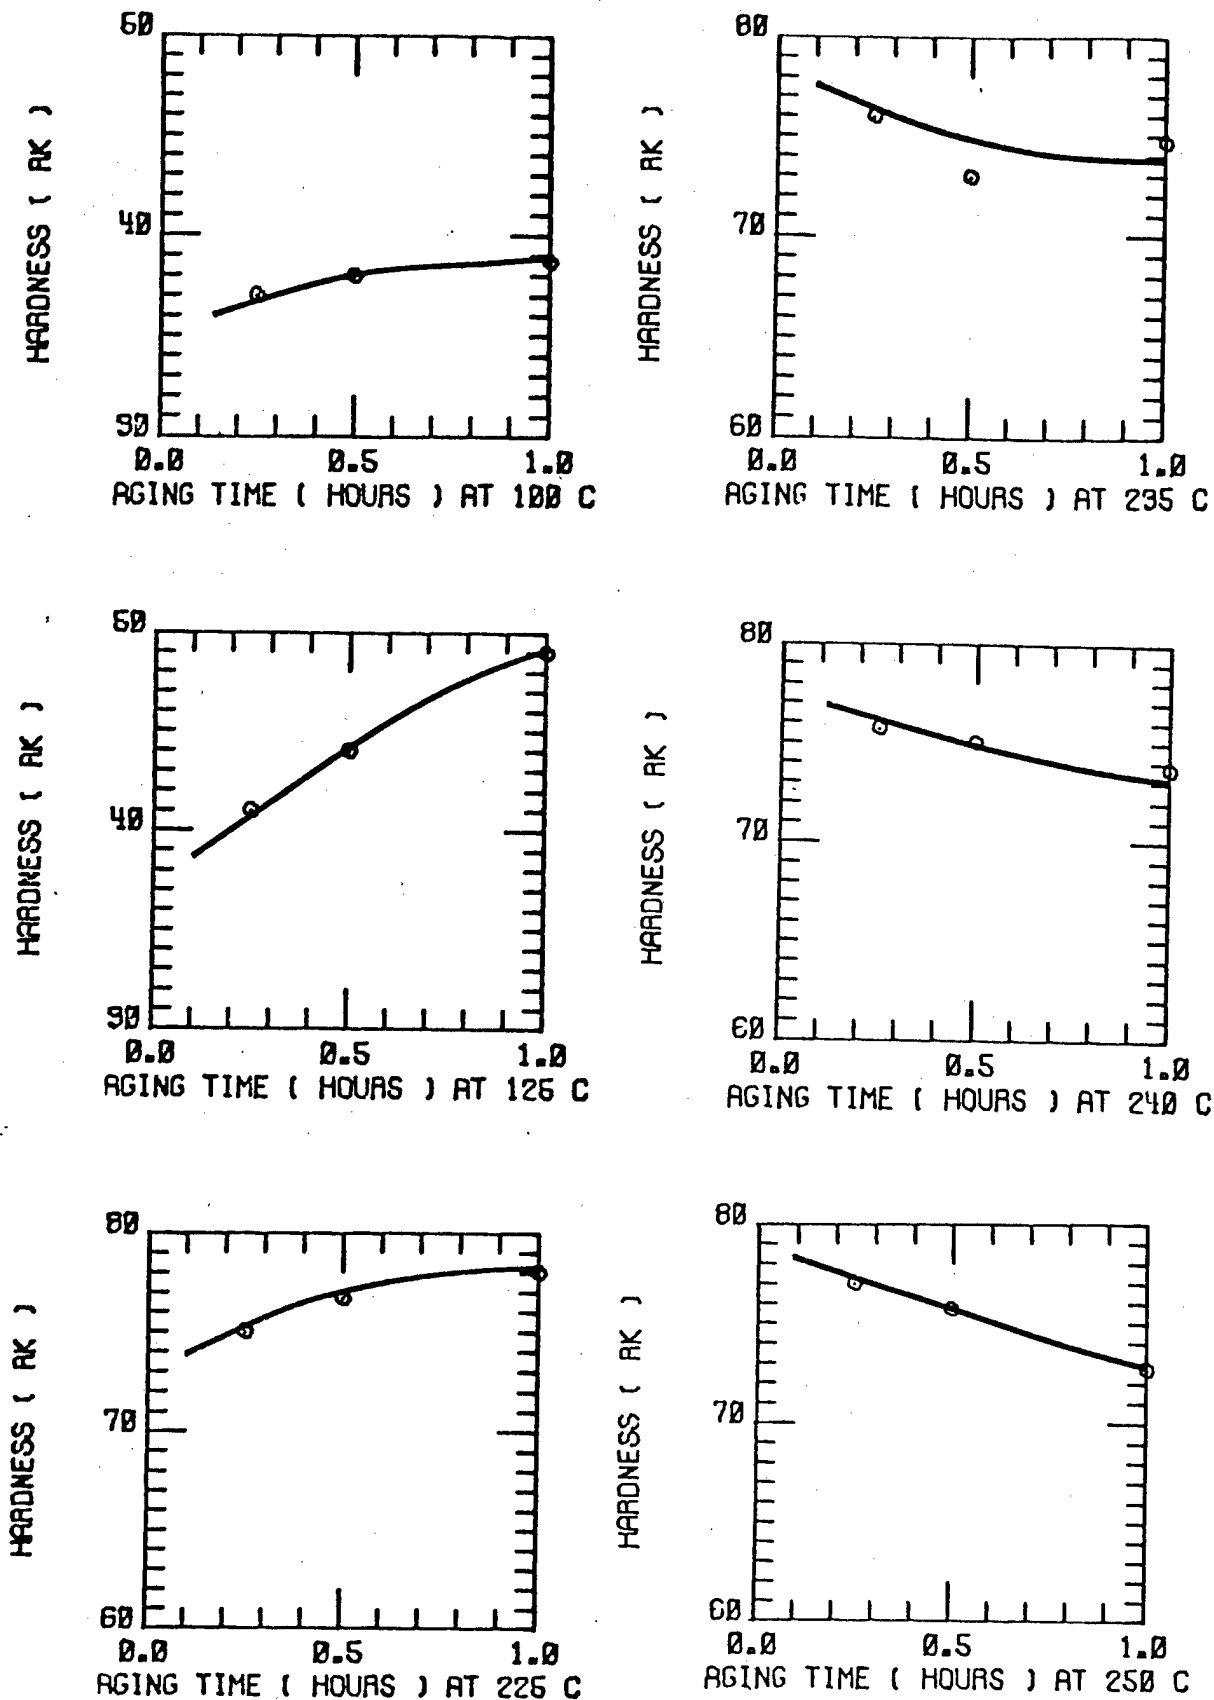 50
40
30
HARDNESS ( RK )
0.0 0.5 1.0
AGING TIME ( HOURS ) AT 100 C
80
70
60
HARDNESS ( RK )
0.0 0.5 1.0
AGING TIME ( HOURS ) AT 235 C
50
40
30
HARDNESS ( RK )
0.0 0.5 1.0
AGING TIME ( HOURS ) AT 125 C
80
70
60
HARDNESS ( RK )
0.0 0.5 1.0
AGING TIME ( HOURS ) AT 240 C
80
70
60
HARDNESS ( RK )
0.0 0.5 1.0
AGING TIME ( HOURS ) AT 225 C
80
70
60
HARDNESS ( RK )
0.0 0.5 1.0
AGING TIME ( HOURS ) AT 250 C